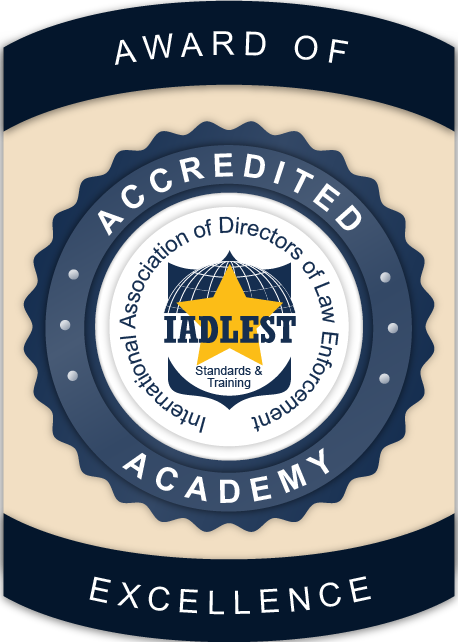 AWARD OF
ACCREDITED
International Association of Directors of Law Enforcement
IADLEST
Standards &
Training
ACADEMY
EXCELLENCE